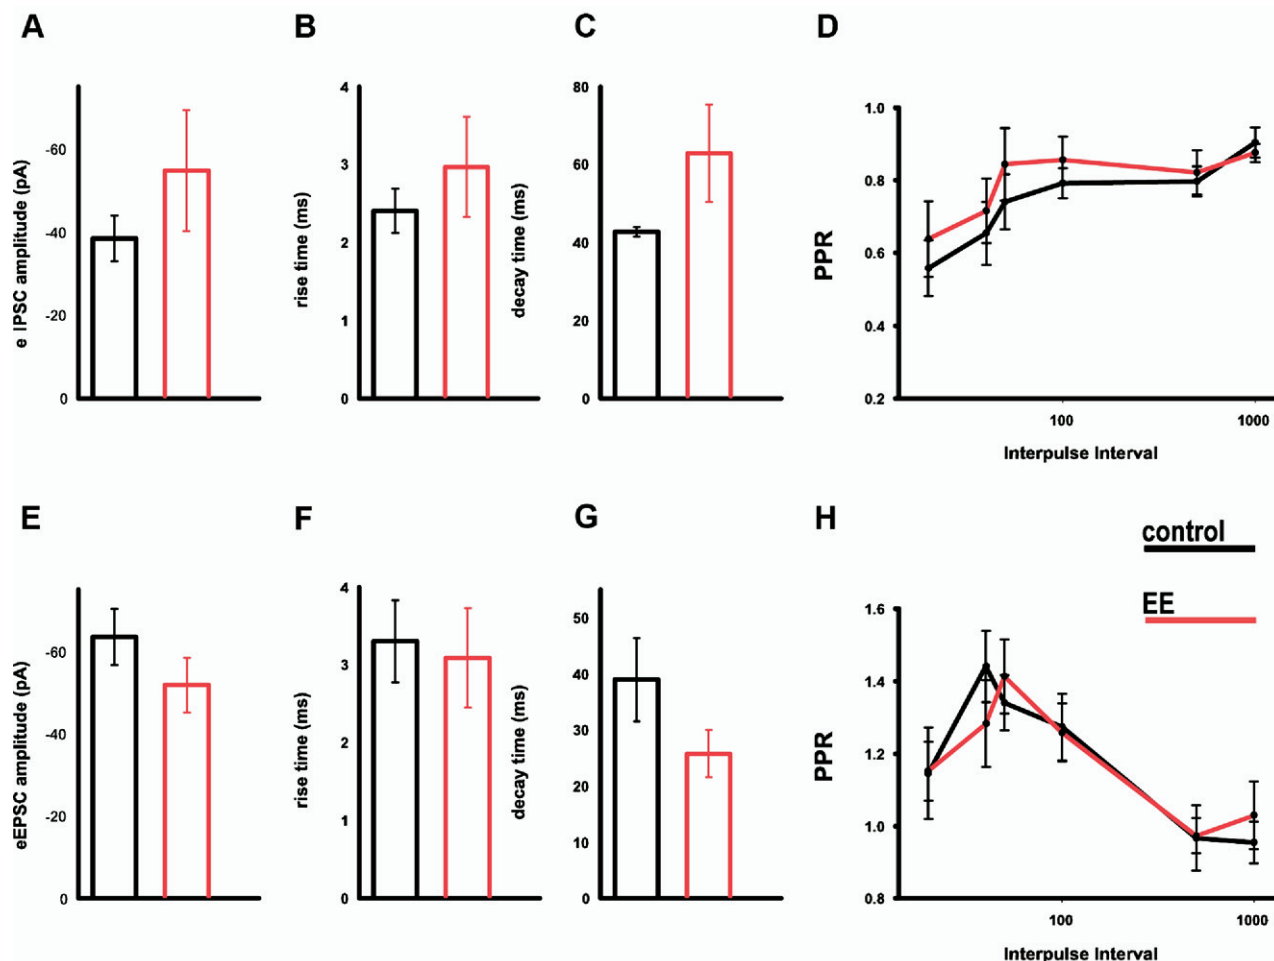 A B C D
e IPSC amplitude (pA)
-60
-40
-20
0
rise time (ms)
4
3
2
1
0
decay time (ms)
80
60
40
20
0
PPR
1.0
0.8
0.6
0.4
0.2
100 1000
Interpulse Interval
E F G H
eEPSC amplitude (pA)
-60
-40
-20
0
rise time (ms)
4
3
2
1
0
decay time (ms)
50
40
30
20
10
0
control
EE
PPR
1.6
1.4
1.2
1.0
0.8
100 1000
Interpulse Interval